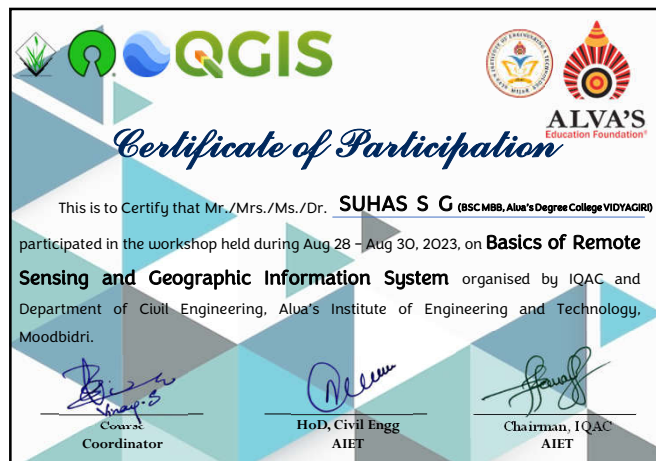 QGIS
ALVA'S
Education Foundation®
Certificate of Participation
This is to Certify that Mr./Mrs./Ms./Dr. SUHAS S G (BSC MBB, Alva's Degree College VIDYAGIRI)
participated in the workshop held during Aug 28 – Aug 30, 2023, on Basics of Remote
Sensing and Geographic Information System organised by IQAC and
Department of Civil Engineering, Alva's Institute of Engineering and Technology,
Moodbidri.
Vinay.S
Course
Coordinator
HoD, Civil Engg
AIET
Chairman, IQAC
AIET